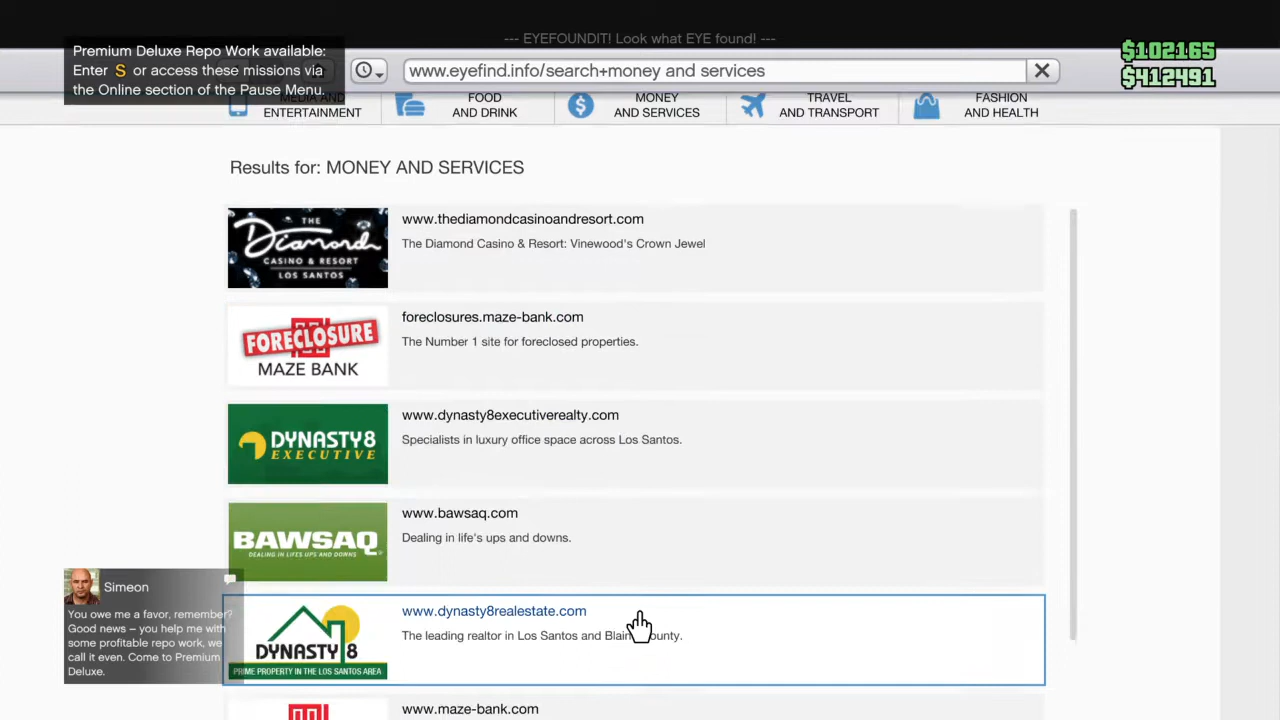 --- EYEFOUNDIT! Look what EYE found! ---
Premium Deluxe Repo Work available:
Enter S or access these missions via
the Online section of the Pause Menu.
www.eyefind.info/search+money and services
$102165
$412491
MEDIA AND
ENTERTAINMENT
FOOD
AND DRINK
MONEY
AND SERVICES
TRAVEL
AND TRANSPORT
FASHION
AND HEALTH
Results for: MONEY AND SERVICES
THE
Diamond
CASINO & RESORT
LOS SANTOS
www.thediamondcasinoandresort.com
The Diamond Casino & Resort: Vinewood's Crown Jewel
FORECLOSURE
MAZE BANK
foreclosures.maze-bank.com
The Number 1 site for foreclosed properties.
DYNASTY8
EXECUTIVE
www.dynasty8executiverealty.com
Specialists in luxury office space across Los Santos.
BAWSAQ
DEALING IN LIFE'S UPS AND DOWNS
www.bawsaq.com
Dealing in life's ups and downs.
Simeon
You owe me a favor, remember?
Good news – you help me with
some profitable repo work, we
call it even. Come to Premium
Deluxe.
DYNASTY 8
PRIME PROPERTY IN THE LOS SANTOS AREA
www.dynasty8realestate.com
The leading realtor in Los Santos and Blaine County.
www.maze-bank.com